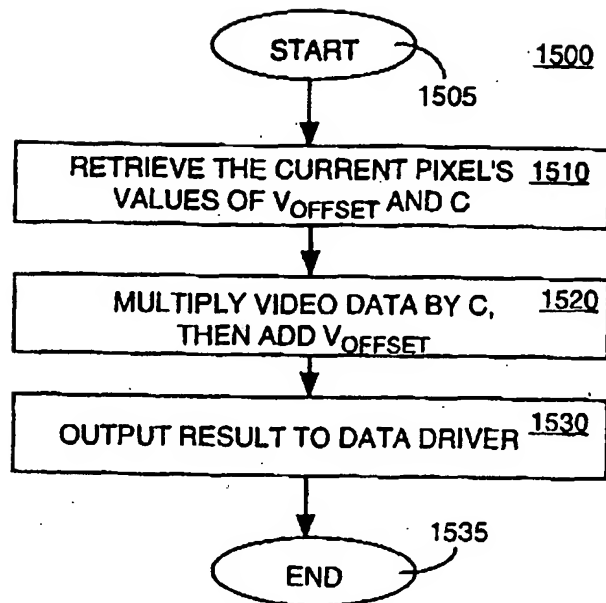 START
1500
1505
RETRIEVE THE CURRENT PIXEL'S 1510
VALUES OF VOFFSET AND C
MULTIPLY VIDEO DATA BY C, 1520
THEN ADD VOFFSET
OUTPUT RESULT TO DATA DRIVER 1530
1535
END